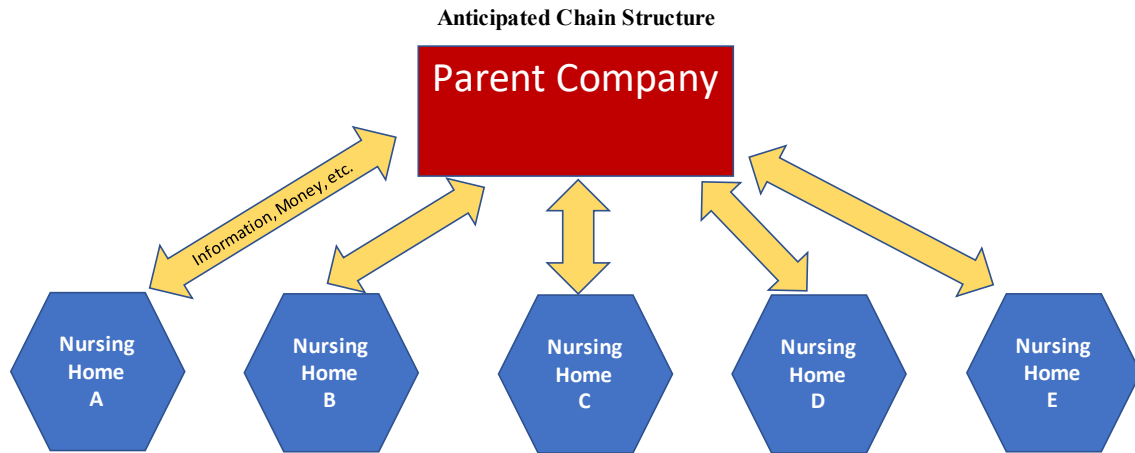 Anticipated Chain Structure
Parent Company
Information, Money, etc.
Nursing
Home
A
Nursing
Home
B
Nursing
Home
C
Nursing
Home
D
Nursing
Home
E